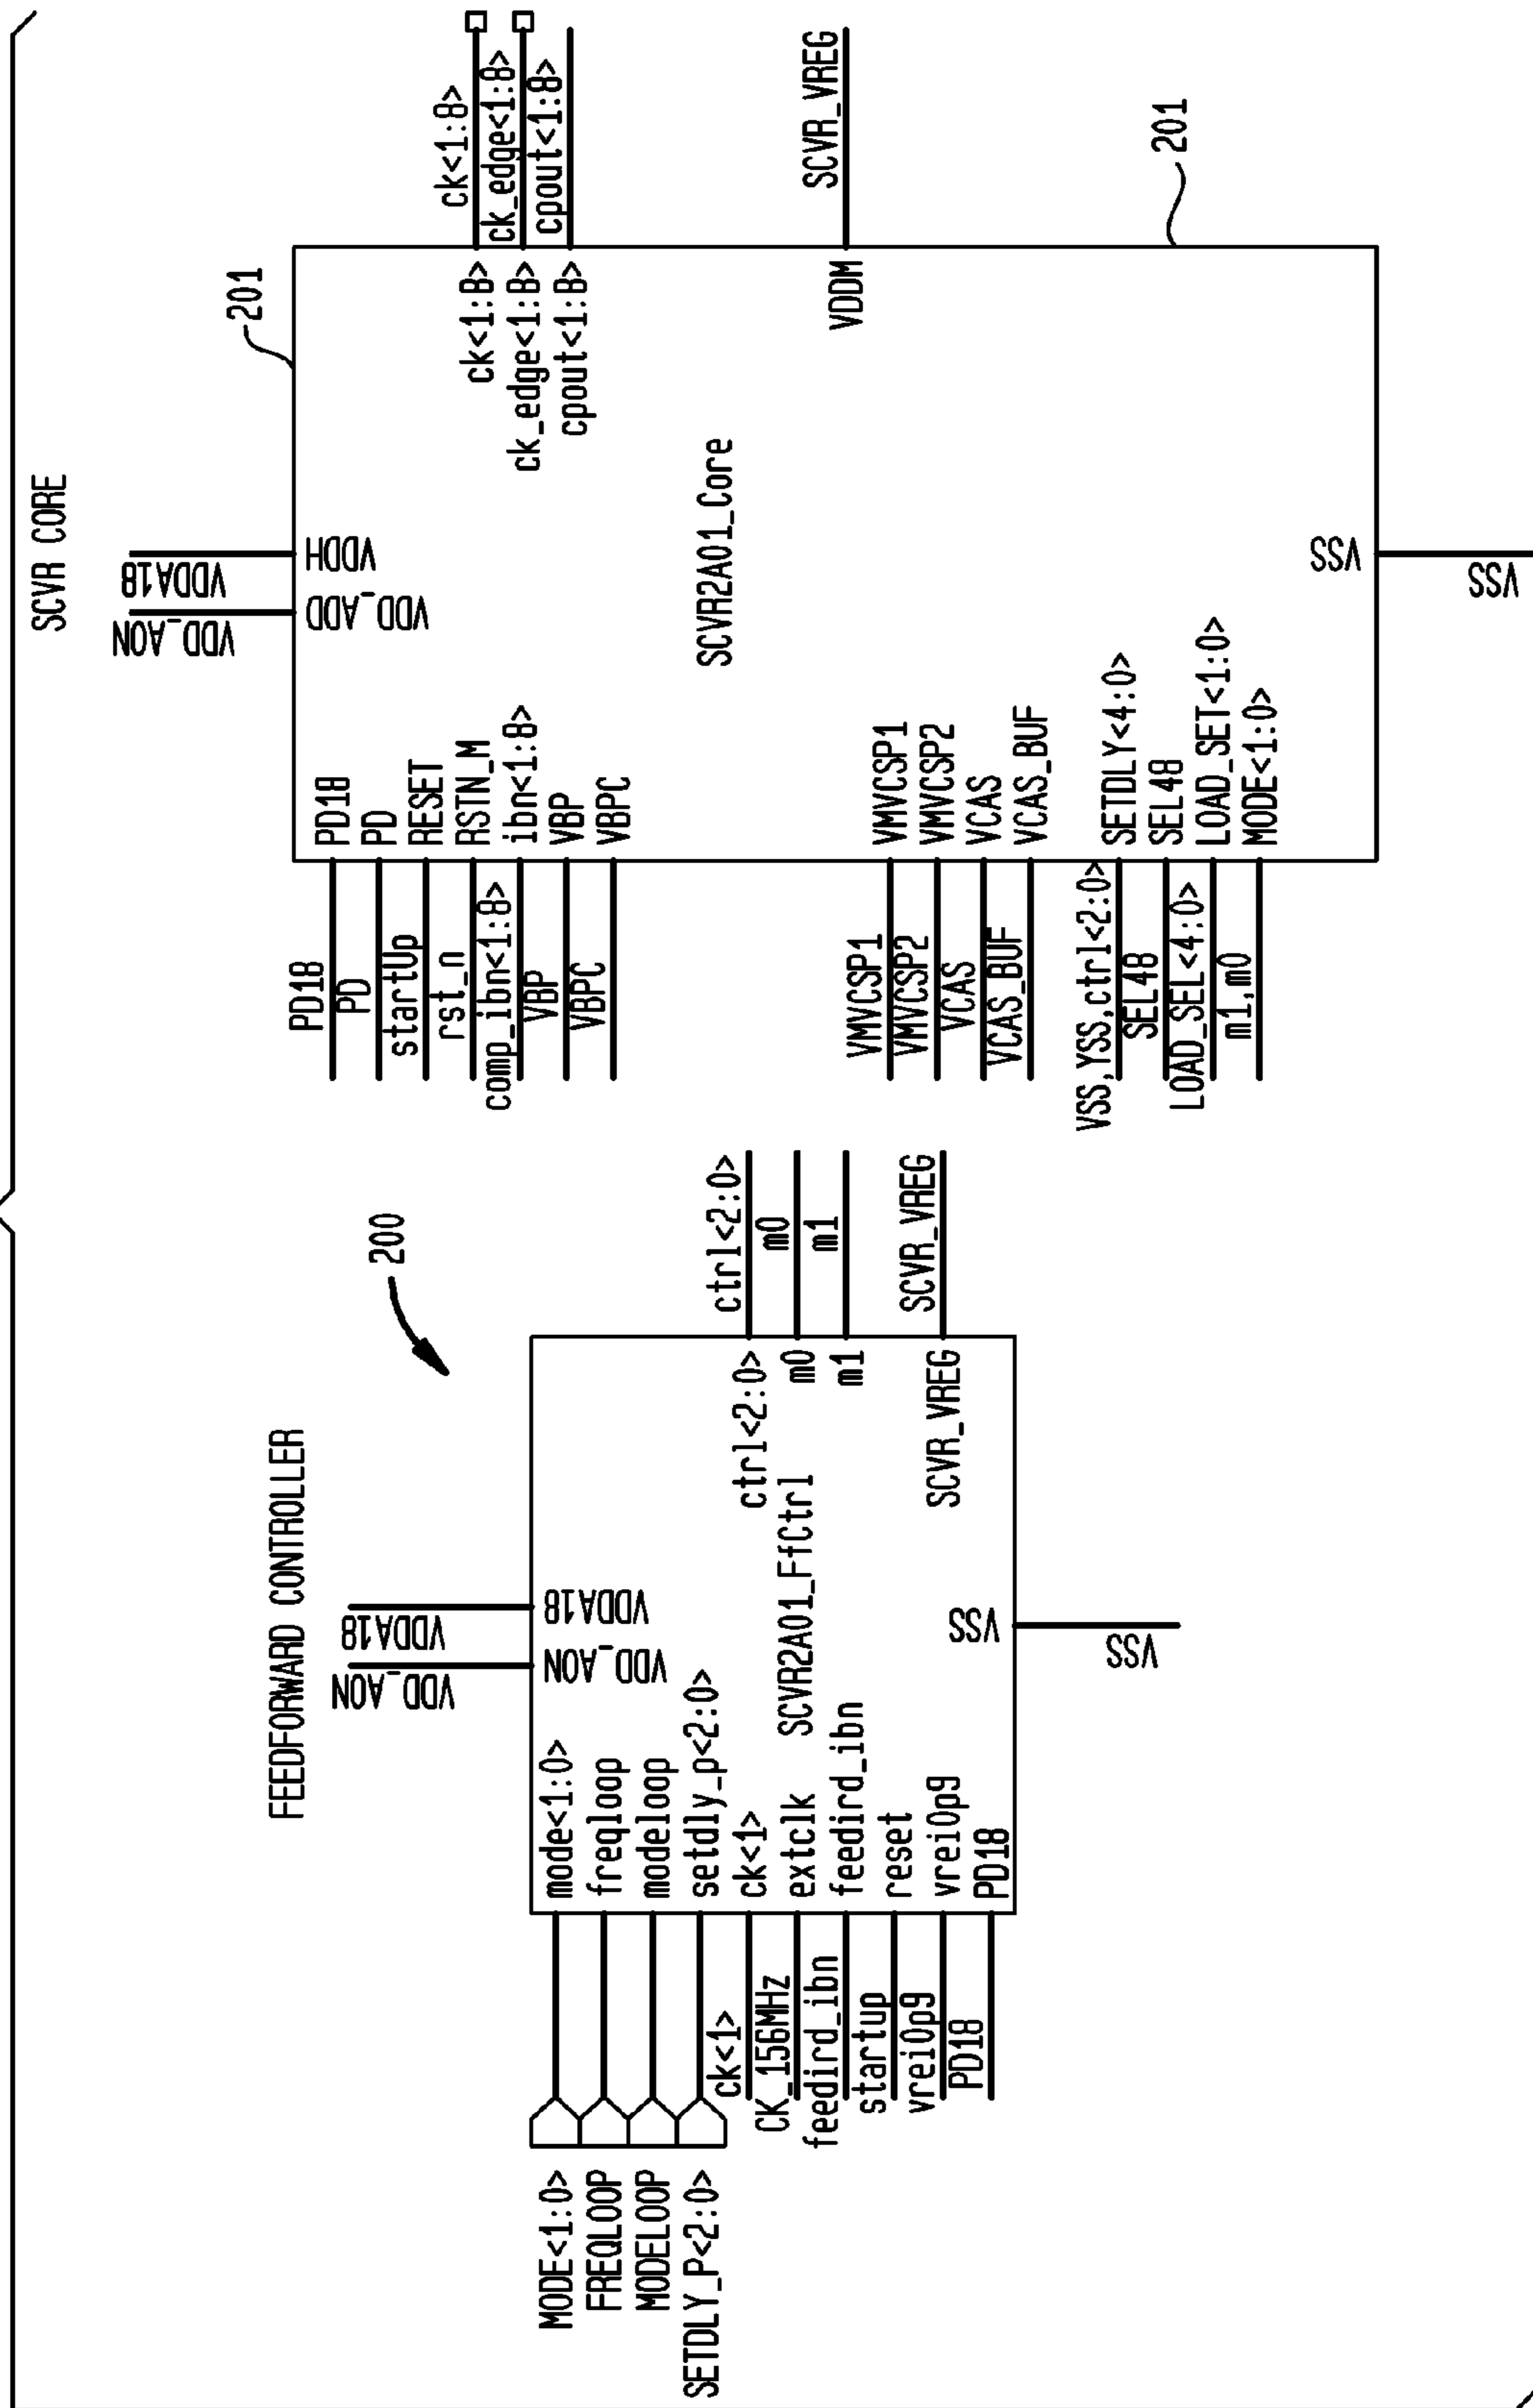 FEEDFORWARD CONTROLLER
200
VDD_AON
VDDA18
VDD_AON
VDDA18
MODE<1:0>
FREQLOOP
MODELOOP
SETDLY_P<2:0>
ck<1>
CK_156MHz
feedird_ibn
startup
vrei0p9
PD18
mode<1:0>
freqloop
modeloop
setdly_p<2:0>
ck<1>
extclk
feedird_ibn
reset
vrei0p9
PD18
SCVR2A01_FfCtrl
ctrl<2:0>
m0
m1
SCVR_VREG
ctrl<2:0>
m0
m1
SCVR_VREG
VSS
VSS
SCVR CORE
201
VDD_AON
VDDA18
VDD_ADD
VDDH
PD18
PD
startUp
rst_n
comp_ibn<1:8>
VBP
VBPC
VMVCSP1
VMVCSP2
VCAS
VCAS_BUF
VSS,YSS,ctrl<2:0>
SEL48
LOAD_SEL<4:0>
m1,m0
PD18
PD
RESET
RSTN_M
ibn<1:8>
VBP
VBPC
VMVCSP1
VMVCSP2
VCAS
VCAS_BUF
SETDLY<4:0>
SEL48
LOAD_SET<1:0>
MODE<1:0>
SCVR2A01_Core
ck<1:B>
ck_edge<1:B>
cpout<1:B>
VDDM
ck<1:8>
ck_edge<1:8>
cpout<1:8>
SCVR_VREG
201
VSS
VSS